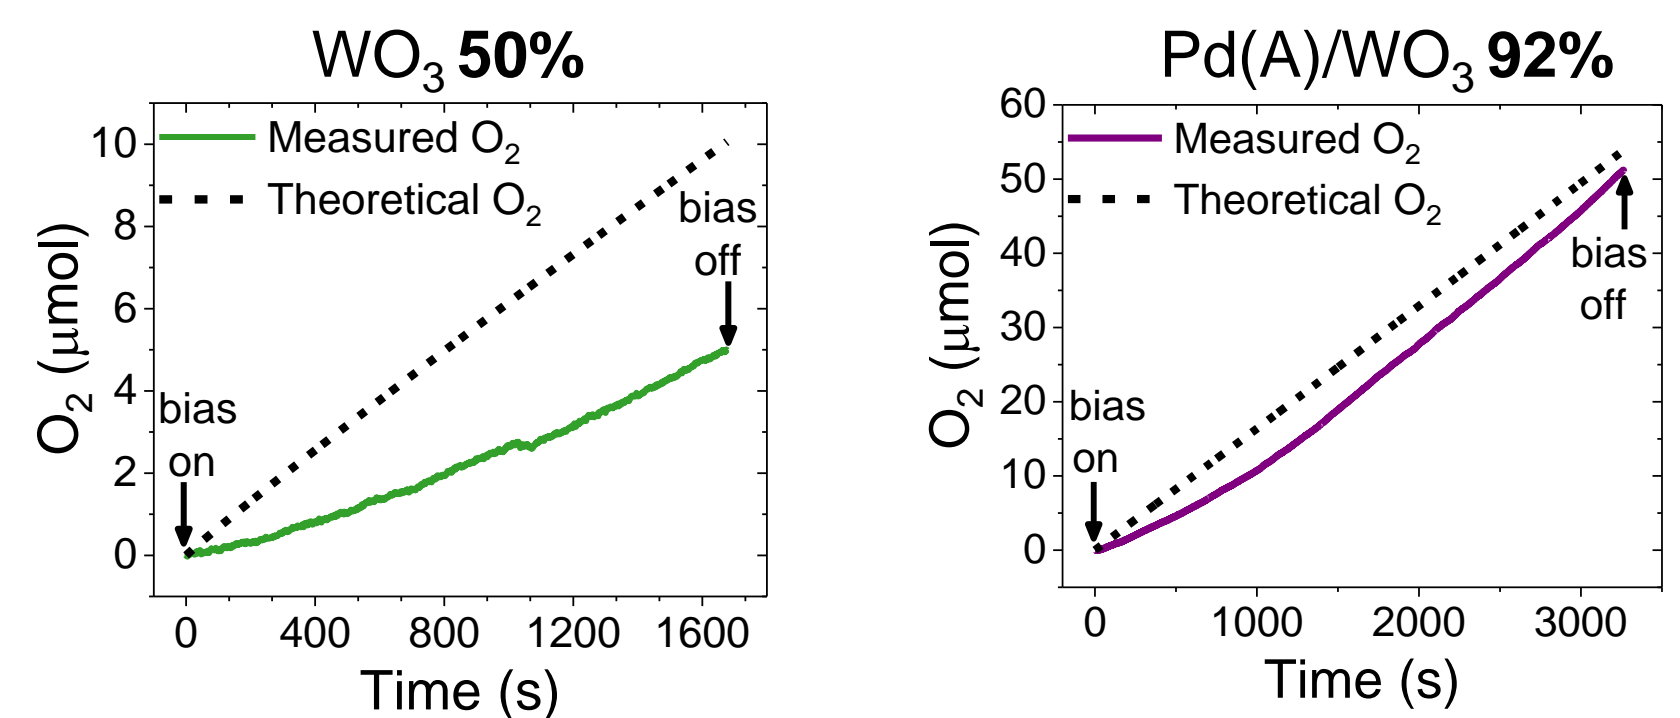 WO₃ 50%
Measured O₂
Theoretical O₂
bias
off
bias
on
10
8
6
4
2
0
O₂ (μmol)
0 400 800 1200 1600
Time (s)
Pd(A)/WO₃ 92%
Measured O₂
Theoretical O₂
bias
off
bias
on
60
50
40
30
20
10
0
O₂ (μmol)
0 1000 2000 3000
Time (s)